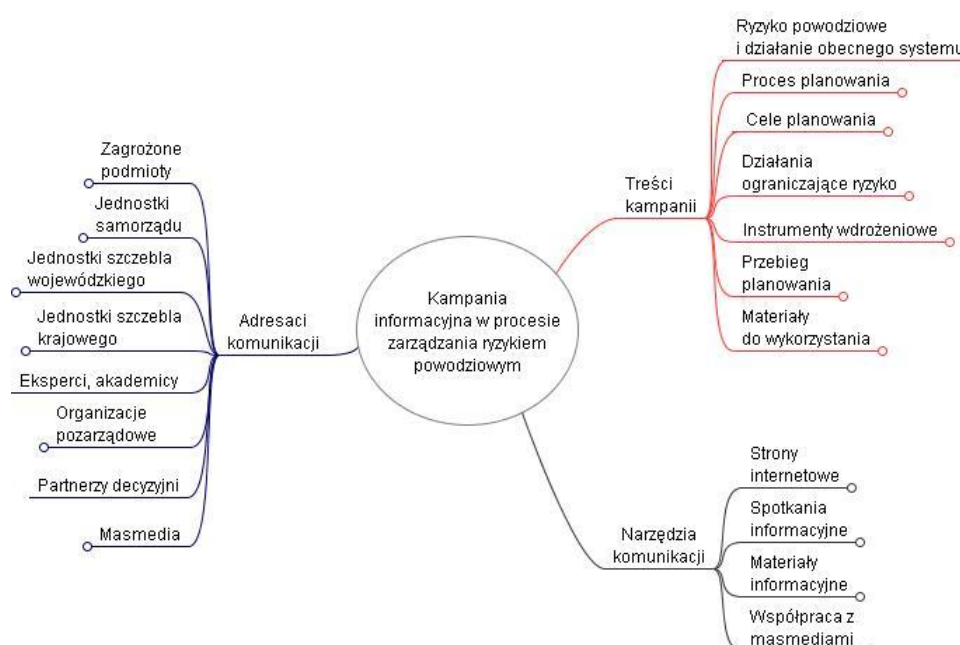 Kampania
informacyjna w procesie
zarządzania ryzykiem
powodziowym
Treści
kampanii
Ryzyko powodziowe
i działanie obecnego systemu
Proces planowania
Cele planowania
Działania
ograniczające ryzyko
Instrumenty wdrożeniowe
Przebieg
planowania
Materiały
do wykorzystania
Narzędzia
komunikacji
Strony
internetowe
Spotkania
informacyjne
Materiały
informacyjne
Współpraca z
masmediami
Adresaci
komunikacji
Zagrożone
podmioty
Jednostki
samorządu
Jednostki szczebla
wojewódzkiego
Jednostki szczebla
krajowego
Eksperci, akademicy
Organizacje
pozarządowe
Partnerzy decyzyjni
Masmedia